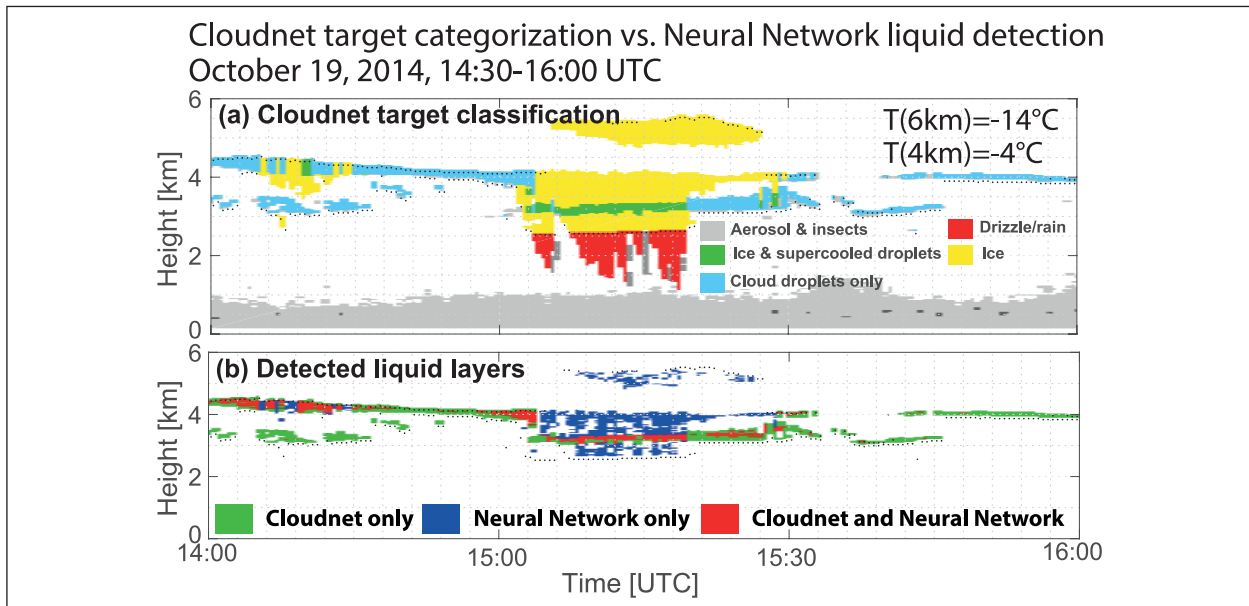 Cloudnet target categorization vs. Neural Network liquid detection
October 19, 2014, 14:30-16:00 UTC
(a) Cloudnet target classification
T(6km)=-14°C
T(4km)=-4°C
Height [km]
6
4
2
0
Aerosol & insects
Drizzle/rain
Ice & supercooled droplets
Ice
Cloud droplets only
(b) Detected liquid layers
Height [km]
6
4
2
0
Cloudnet only
Neural Network only
Cloudnet and Neural Network
14:00
15:00
15:30
16:00
Time [UTC]